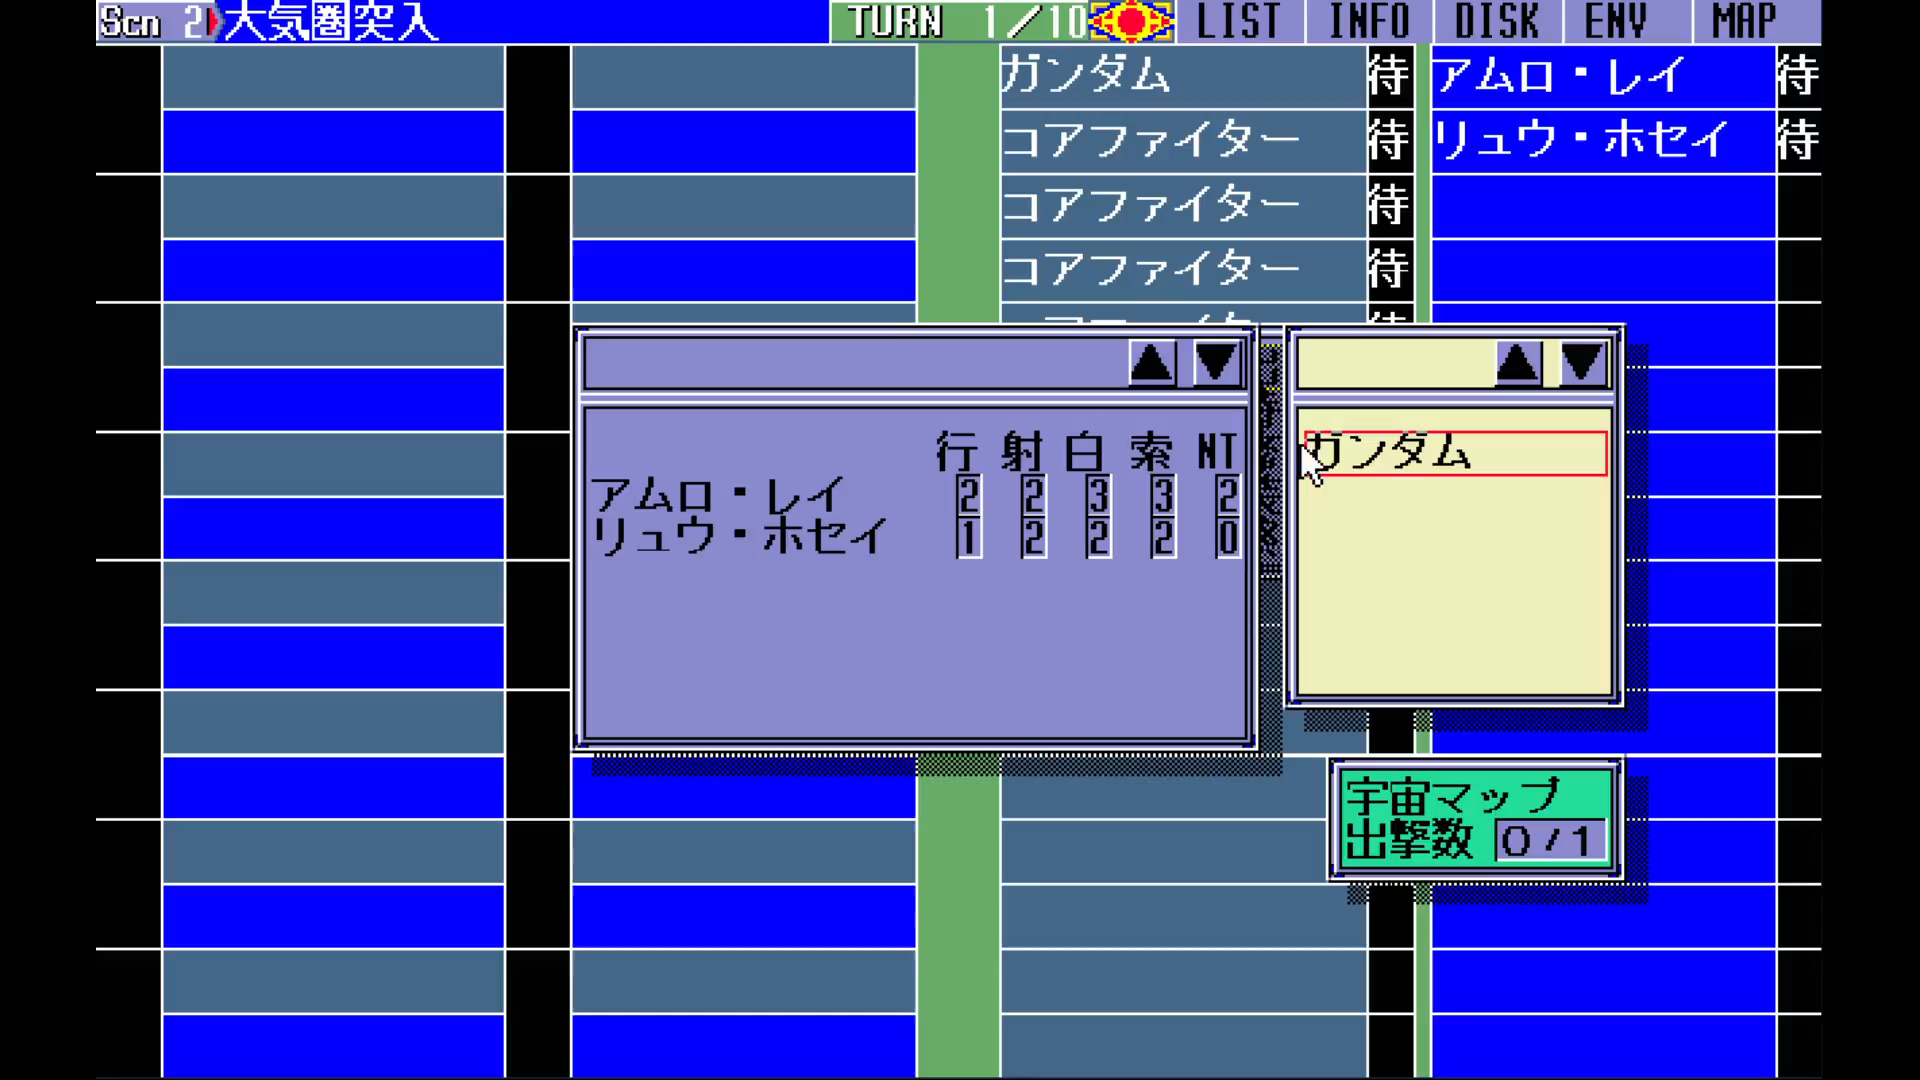 Scn 2 大気圏突入 TURN 1/10 LIST INFO DISK ENV MAP
ガンダム 待 アムロ・レイ 待
コアファイター 待 リュウ・ホセイ 待
コアファイター 待
コアファイター 待
▲ ▼
行 射 白 索 NT
アムロ・レイ 2 2 3 3 2
リュウ・ホセイ 1 2 2 2 0
▲ ▼
ガンダム
宇宙マップ
出撃数 0/1